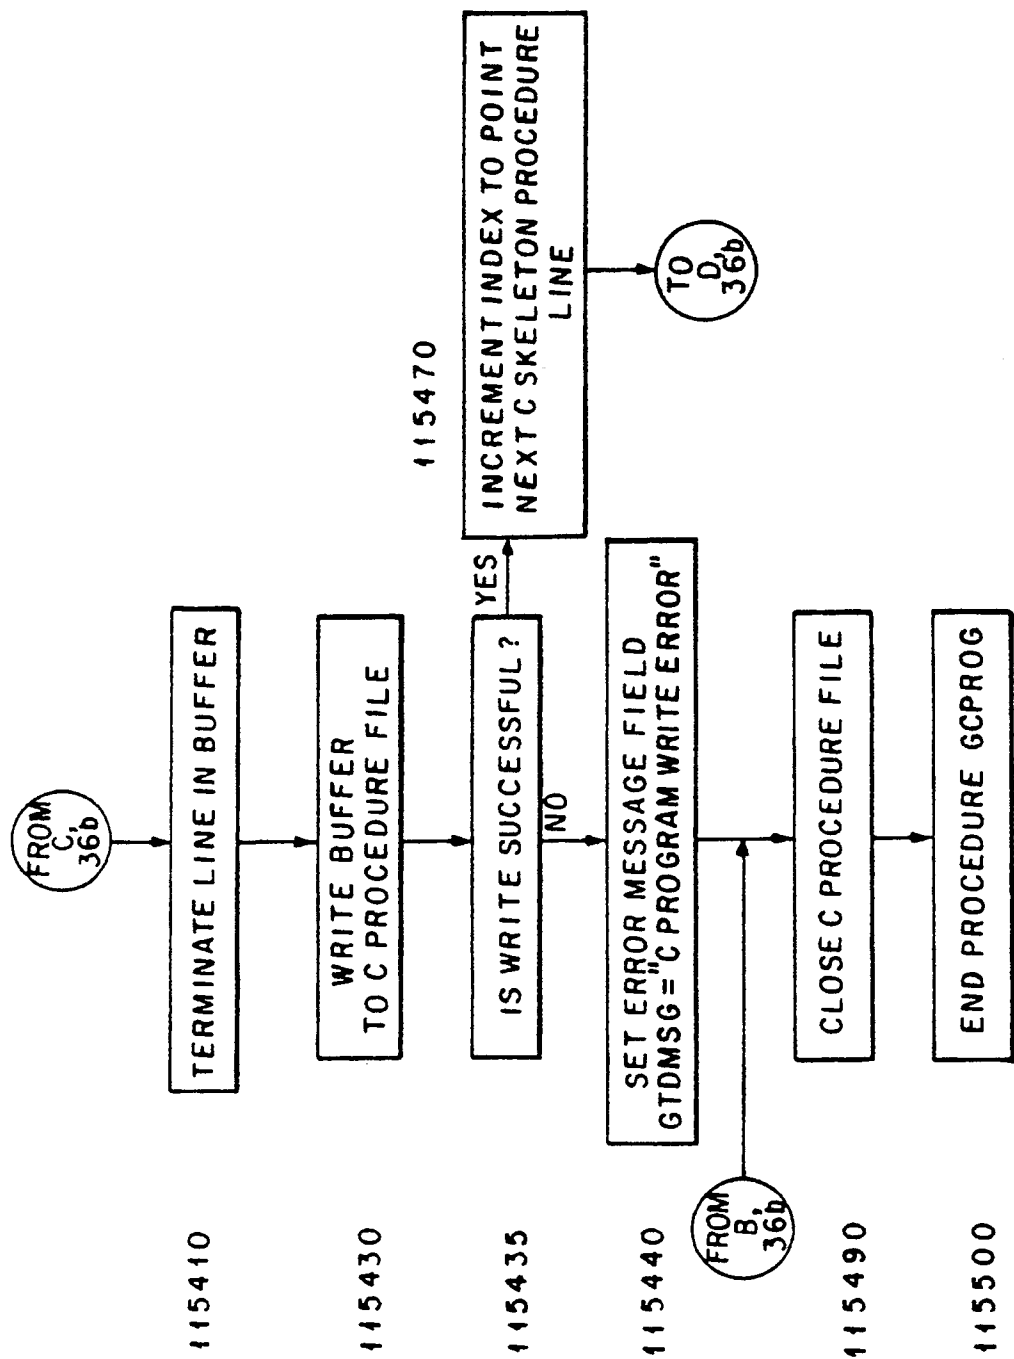 FROM
C,
36b
115410
TERMINATE LINE IN BUFFER
115430
WRITE BUFFER
TO C PROCEDURE FILE
115435
IS WRITE SUCCESSFUL?
YES
NO
115470
INCREMENT INDEX TO POINT
NEXT C SKELETON PROCEDURE
LINE
TO
D,
36b
115440
SET ERROR MESSAGE FIELD
GTDMSG="C PROGRAM WRITE ERROR"
FROM
B,
36b
115490
CLOSE C PROCEDURE FILE
115500
END PROCEDURE GCPROG